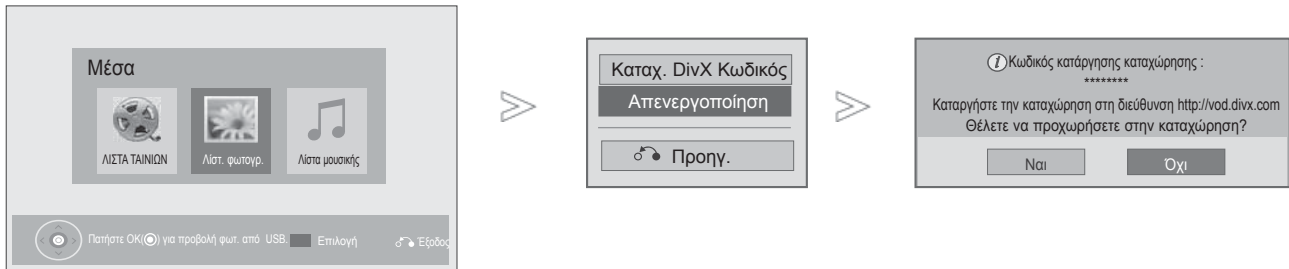 Μέσα
ΛΙΣΤΑ ΤΑΙΝΙΩΝ Λίστ. φωτογρ. Λίστα μουσικής
Πατήστε OK(◉) για προβολή φωτ. από USB. Επιλογή Έξοδος
Καταχ. DivX Κωδικός
Απενεργοποίηση
Προηγ.
Κωδικός κατάργησης καταχώρησης :
********
Καταργήστε την καταχώρηση στη διεύθυνση http://vod.divx.com
Θέλετε να προχωρήσετε στην καταχώρηση?
Ναι Όχι